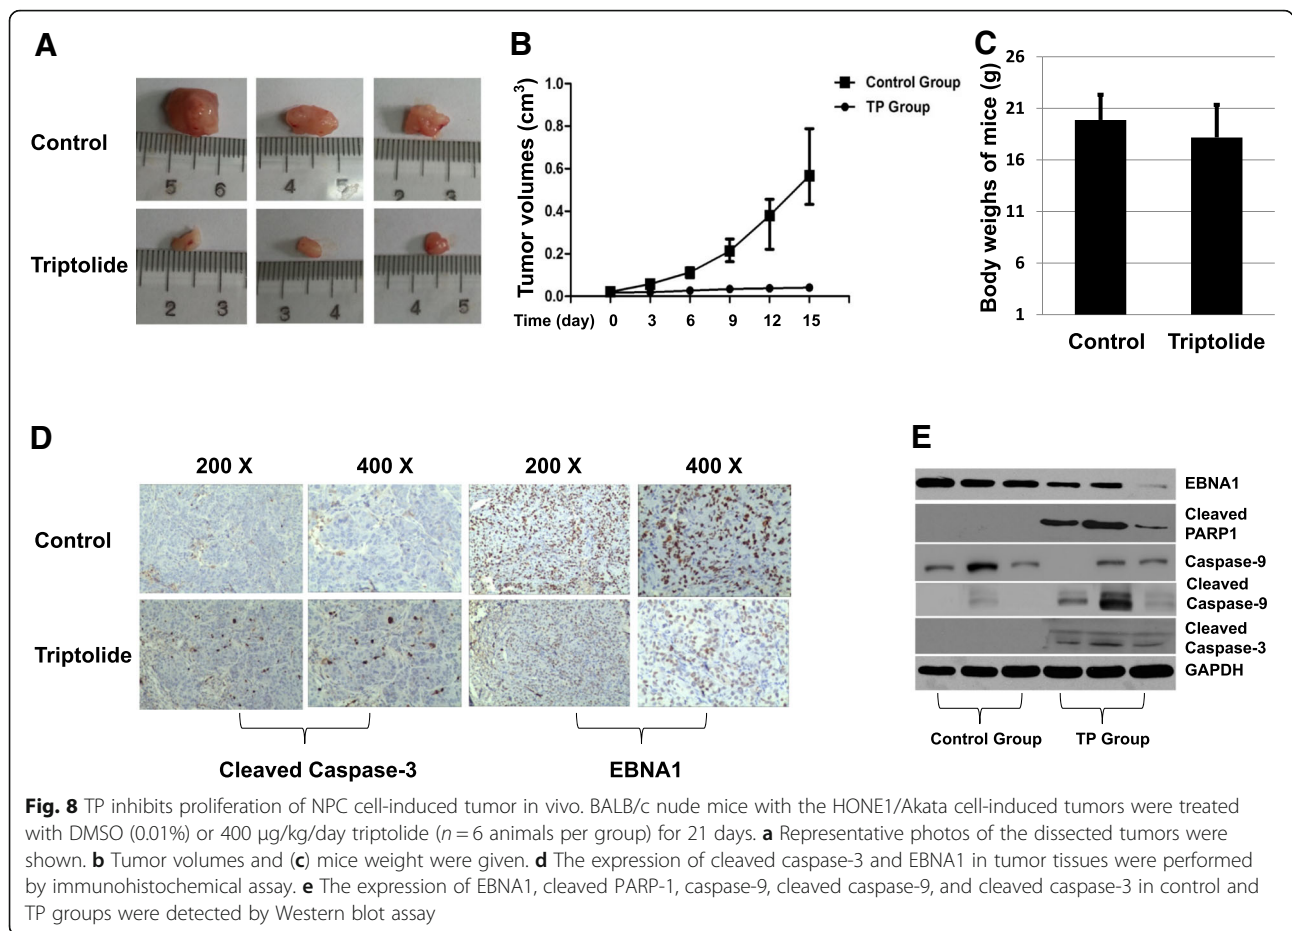 A
Control
5 6
4 5
2 3
Triptolide
2 3
3 4
4 5
B
Tumor volumes (cm³)
1.0
0.8
0.6
0.4
0.2
0.0
Time (day) 0 3 6 9 12 15
Control Group
TP Group
C
Body weighs of mice (g)
26
21
16
11
6
1
Control Triptolide
D
200 X 400 X 200 X 400 X
Control
Triptolide
Cleaved Caspase-3 EBNA1
E
EBNA1
Cleaved
PARP1
Caspase-9
Cleaved
Caspase-9
Cleaved
Caspase-3
GAPDH
Control Group TP Group
Fig. 8 TP inhibits proliferation of NPC cell-induced tumor in vivo. BALB/c nude mice with the HONE1/Akata cell-induced tumors were treated
with DMSO (0.01%) or 400 μg/kg/day triptolide (n = 6 animals per group) for 21 days. a Representative photos of the dissected tumors were
shown. b Tumor volumes and (c) mice weight were given. d The expression of cleaved caspase-3 and EBNA1 in tumor tissues were performed
by immunohistochemical assay. e The expression of EBNA1, cleaved PARP-1, caspase-9, cleaved caspase-9, and cleaved caspase-3 in control and
TP groups were detected by Western blot assay